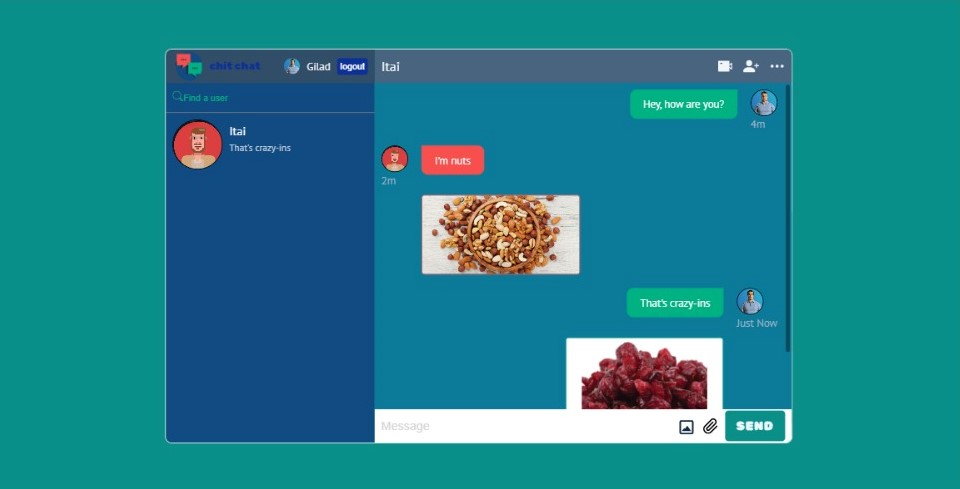 chit chat
Gilad
logout
Itai
Find a user
Itai
That's crazy-ins
Hey, how are you?
4m
I'm nuts
2m
That's crazy-ins
Just Now
Message
SEND